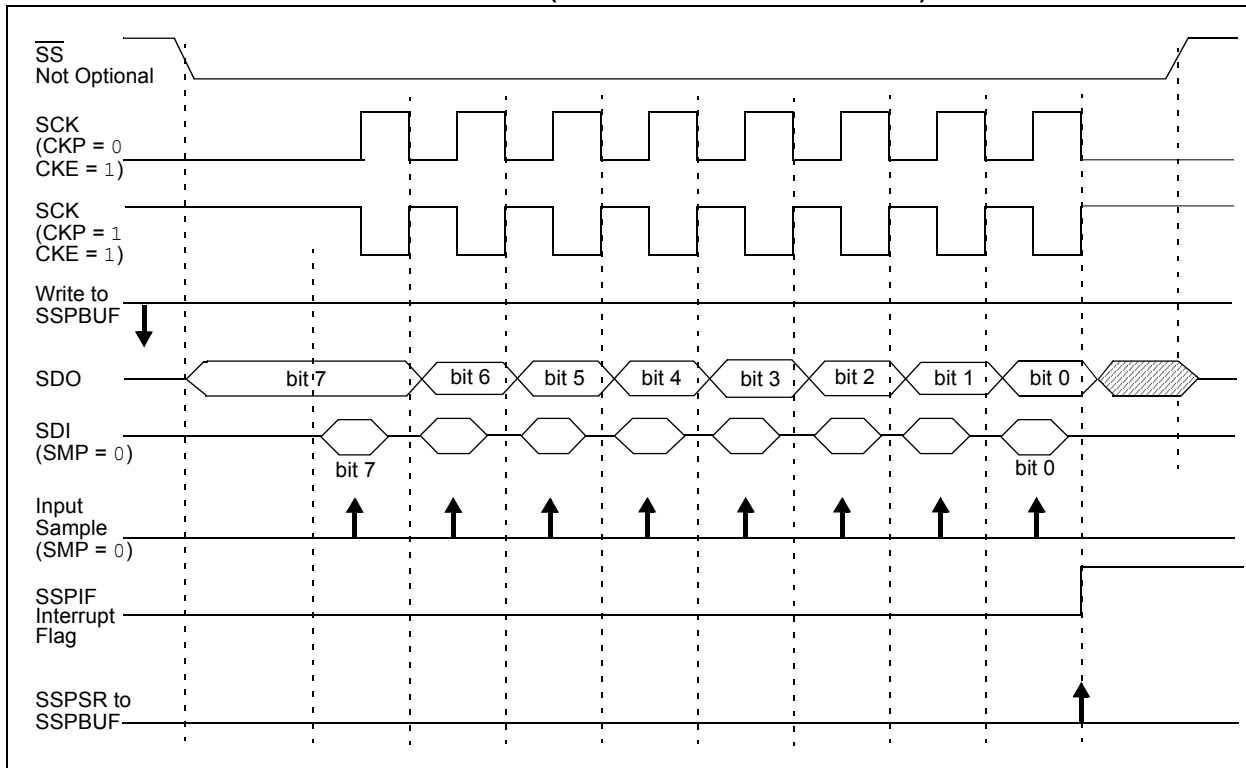 SS
Not Optional
SCK
(CKP = 0
CKE = 1)
SCK
(CKP = 1
CKE = 1)
Write to
SSPBUF
SDO
bit 7
bit 6
bit 5
bit 4
bit 3
bit 2
bit 1
bit 0
SDI
(SMP = 0)
bit 7
bit 0
Input
Sample
(SMP = 0)
SSPIF
Interrupt
Flag
SSPSR to
SSPBUF